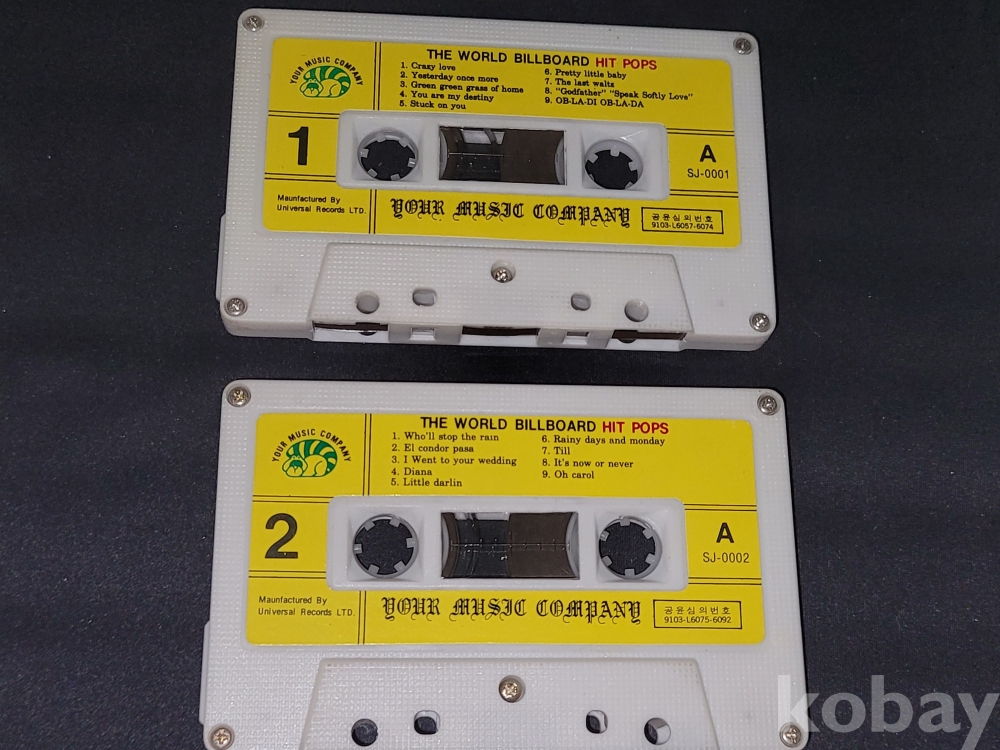 YOUR MUSIC COMPANY
THE WORLD BILLBOARD HIT POPS
1. Crazy love
2. Yesterday once more
3. Green green grass of home
4. You are my destiny
5. Stuck on you
6. Pretty little baby
7. The last waltz
8. "Godfather" "Speak Softly Love"
9. OB-LA-DI OB-LA-DA
1
A
SJ-0001
Maunfactured By
Universal Records LTD.
YOUR MUSIC COMPANY
공윤심의번호
9103-L6057-6074
YOUR MUSIC COMPANY
THE WORLD BILLBOARD HIT POPS
1. Who'll stop the rain
2. El condor pasa
3. I Went to your wedding
4. Diana
5. Little darlin
6. Rainy days and monday
7. Till
8. It's now or never
9. Oh carol
2
A
SJ-0002
Maunfactured By
Universal Records LTD.
YOUR MUSIC COMPANY
공윤심의번호
9103-L6075-6092
kobay